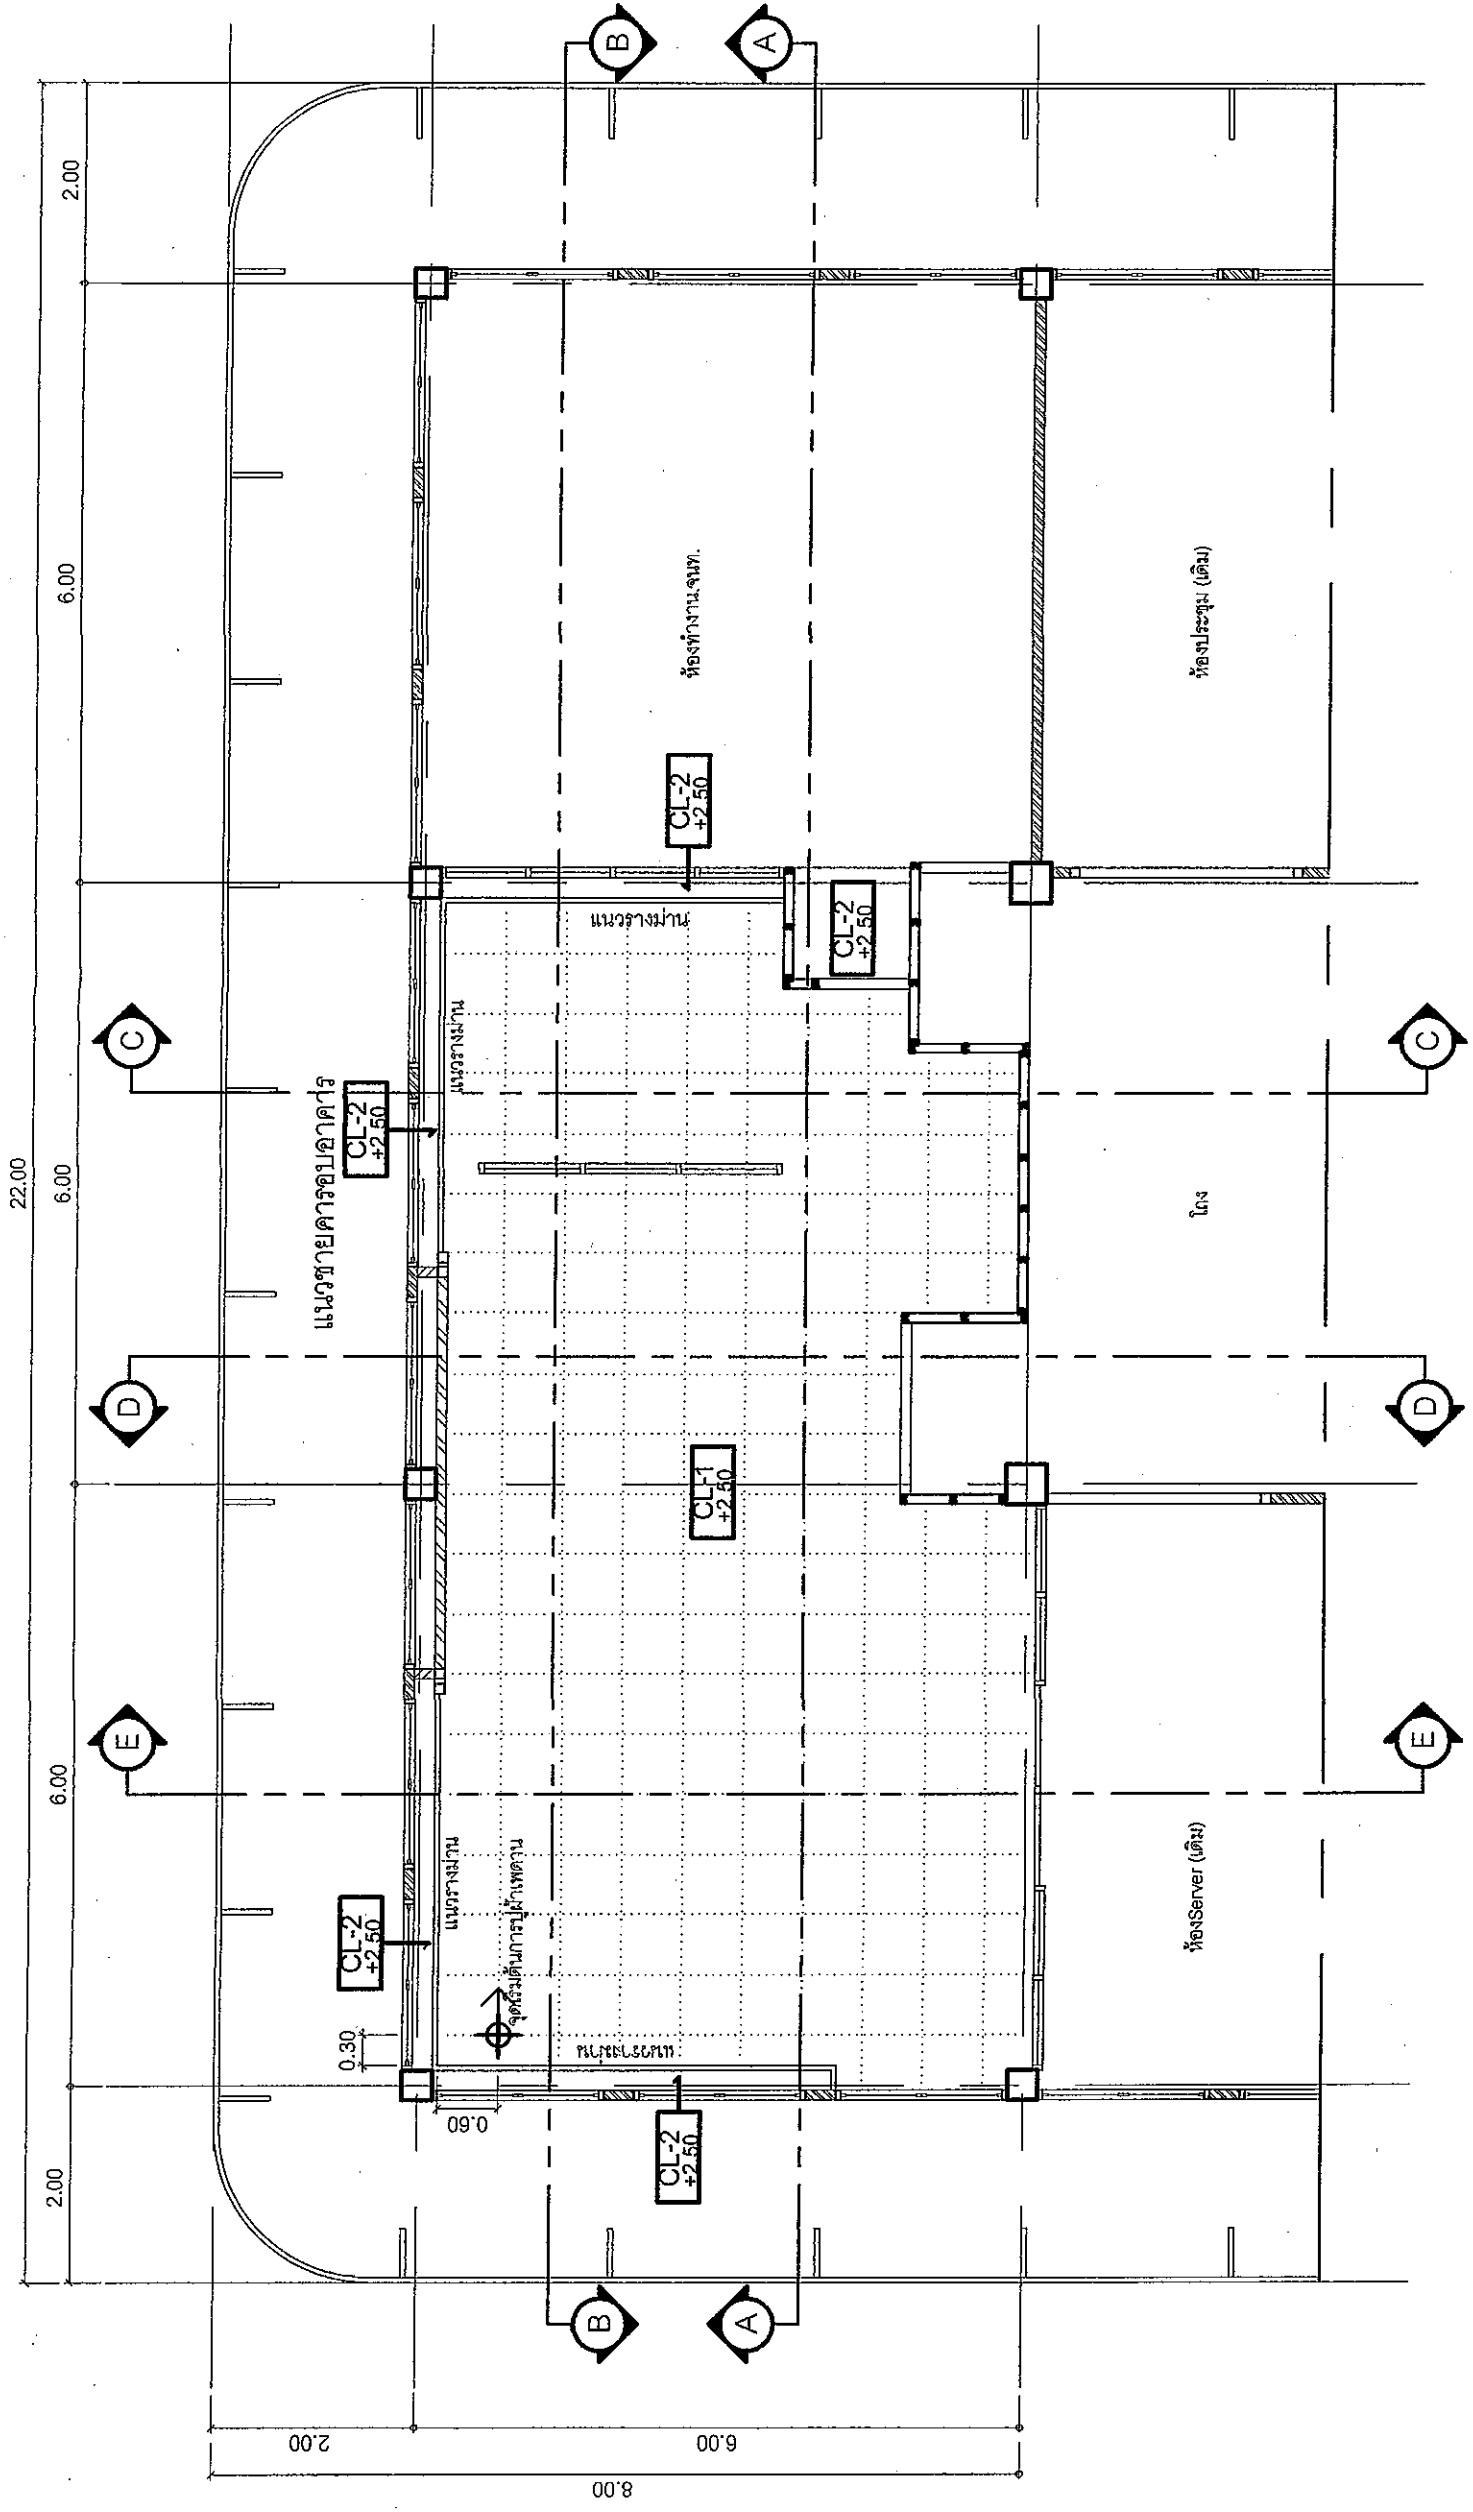 22.00
2.00
6.00
6.00
6.00
2.00
B
A
C
D
E
แนวชายคารอบอาคาร
CL-2
+2.50
CL-2
+2.50
0.30
แนวรางม่าน
แนวรางม่าน
แนวรางม่าน
แนวรางม่าน
จุดเริ่มต้นการปูฝ้าเพดาน
0.60
CL-2
+2.50
CL-1
+2.50
CL-2
+2.50
CL-2
+2.50
ห้องทำงาน.จนท.
ห้องประชุม (เดิม)
โถง
ห้องServer (เดิม)
C
D
E
B
A
2.00
6.00
8.00